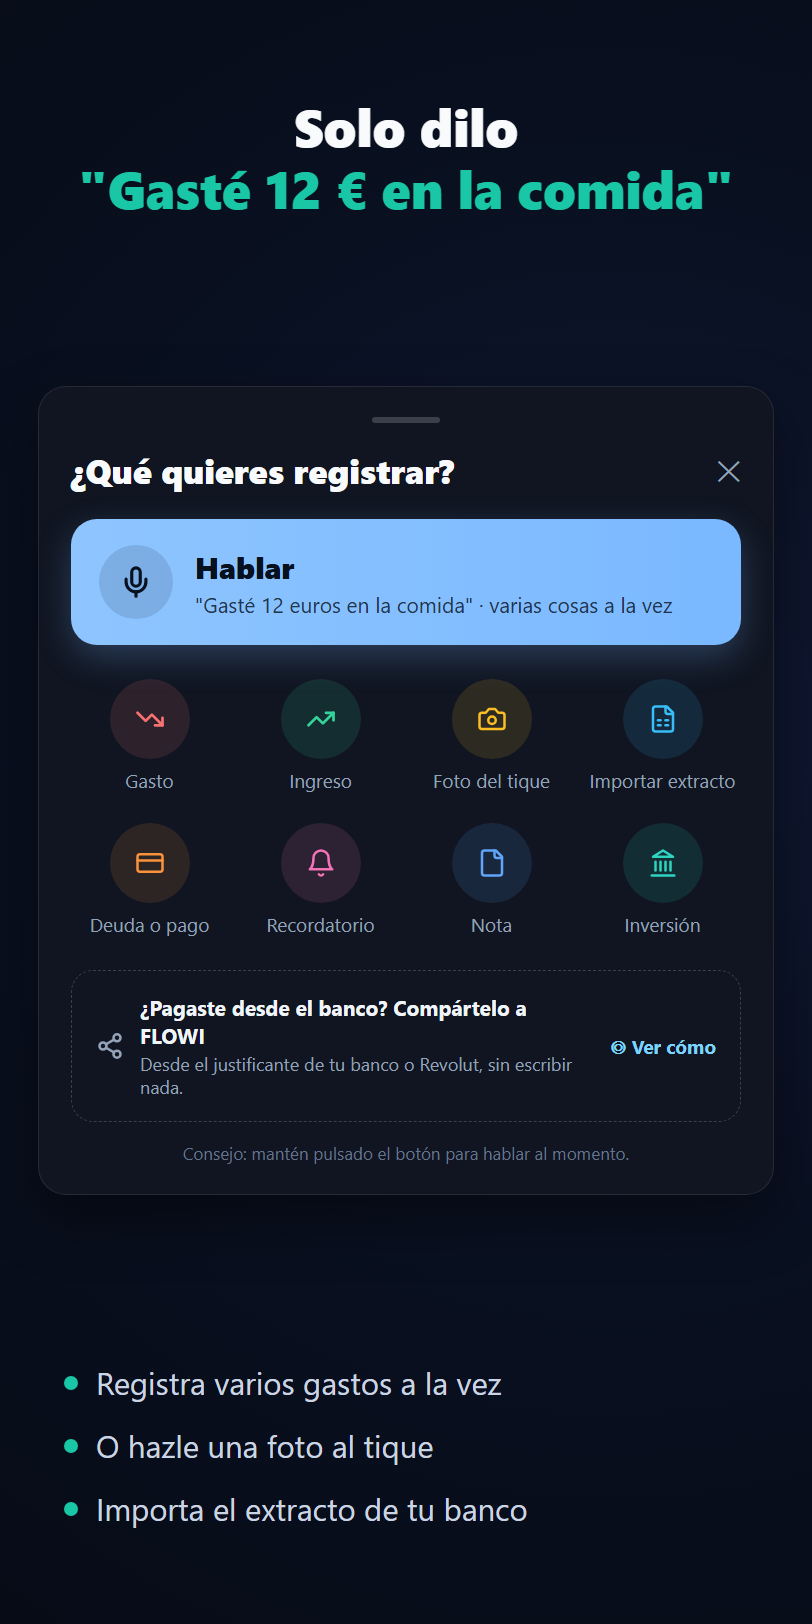 Solo dilo
"Gasté 12 € en la comida"
¿Qué quieres registrar?
Hablar
"Gasté 12 euros en la comida" · varias cosas a la vez
Gasto
Ingreso
Foto del tique
Importar extracto
Deuda o pago
Recordatorio
Nota
Inversión
¿Pagaste desde el banco? Compártelo a
FLOWI
Desde el justificante de tu banco o Revolut, sin escribir
nada.
Ver cómo
Consejo: mantén pulsado el botón para hablar al momento.
Registra varios gastos a la vez
O hazle una foto al tique
Importa el extracto de tu banco